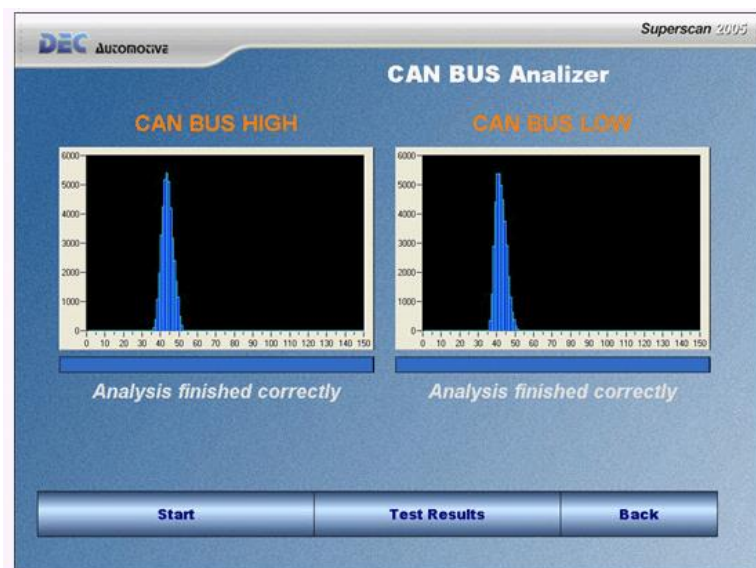 DEC AUTOMOTIVE
Superscan 2005
CAN BUS Analizer
CAN BUS HIGH
CAN BUS LOW
6000
5000
4000
3000
2000
1000
0
0 10 20 30 40 50 60 70 80 90 100 110 120 130 140 150
6000
5000
4000
3000
2000
1000
0
0 10 20 30 40 50 60 70 80 90 100 110 120 130 140 150
Analysis finished correctly
Analysis finished correctly
Start
Test Results
Back